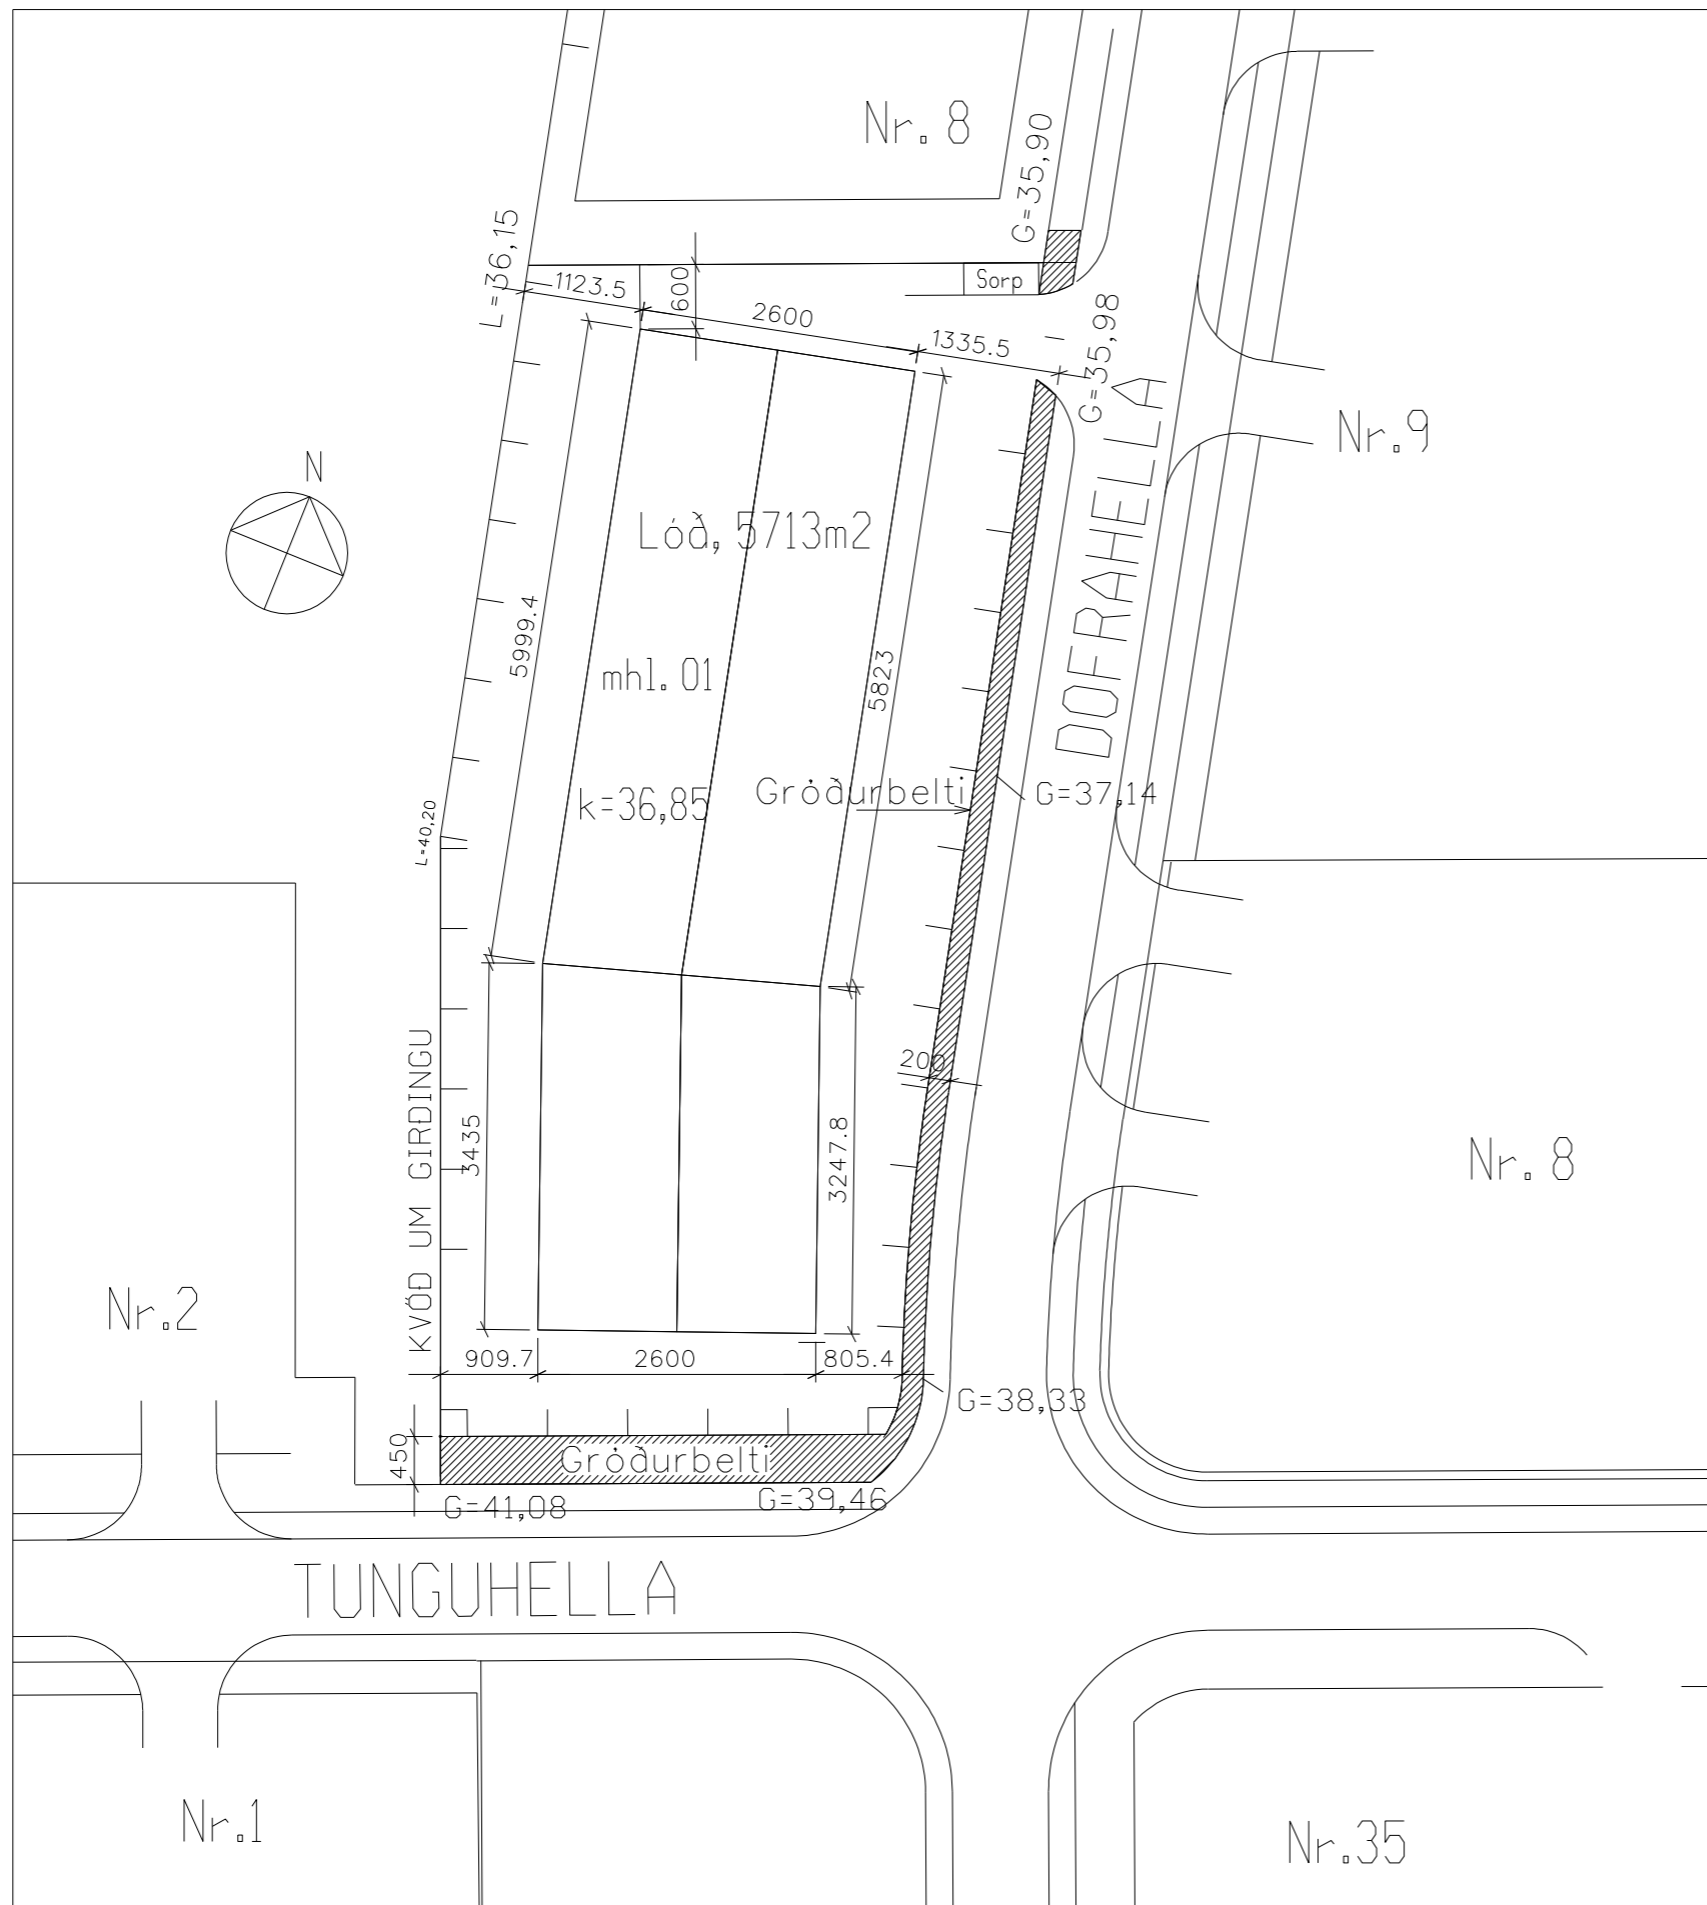 Nr. 8
G=35,90
L=36,15
1123.5
600
Sorp
2600
1335.5
G=35,98
N
Nr.9
DOFRAHELLA
Lóð, 5713m2
5999.4
mhl. 01
5823
k=36,85
Gróðurbelti
G=37,14
L=40,20
KVÖÐ UM GIRÐINGU
200
3435
3247.8
Nr. 8
Nr.2
909.7
2600
805.4
G=38,33
450
Gróðurbelti
G=41,08
G=39,46
TUNGUHELLA
Nr.1
Nr.35